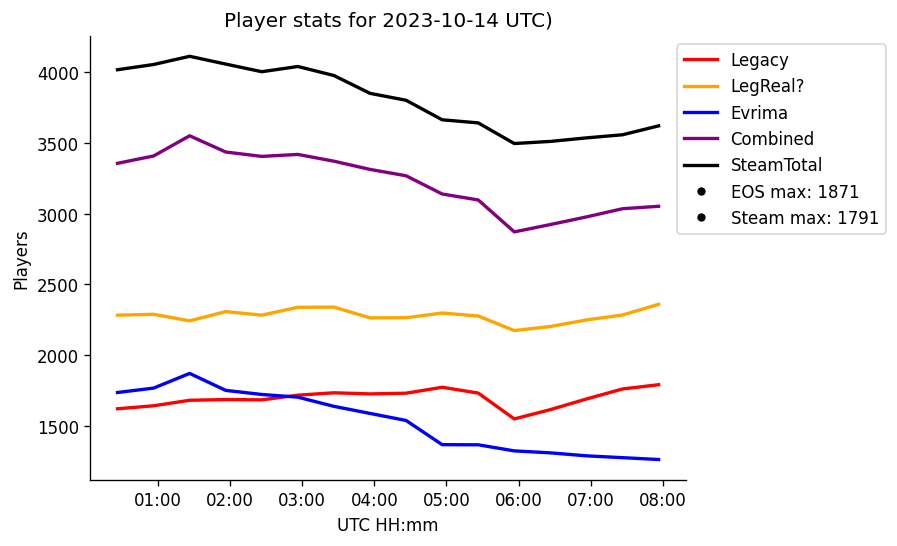 Player stats for 2023-10-14 UTC)
4000
3500
3000
2500
2000
1500
Players
01:00 02:00 03:00 04:00 05:00 06:00 07:00 08:00
UTC HH:mm
Legacy
LegReal?
Evrima
Combined
SteamTotal
EOS max: 1871
Steam max: 1791